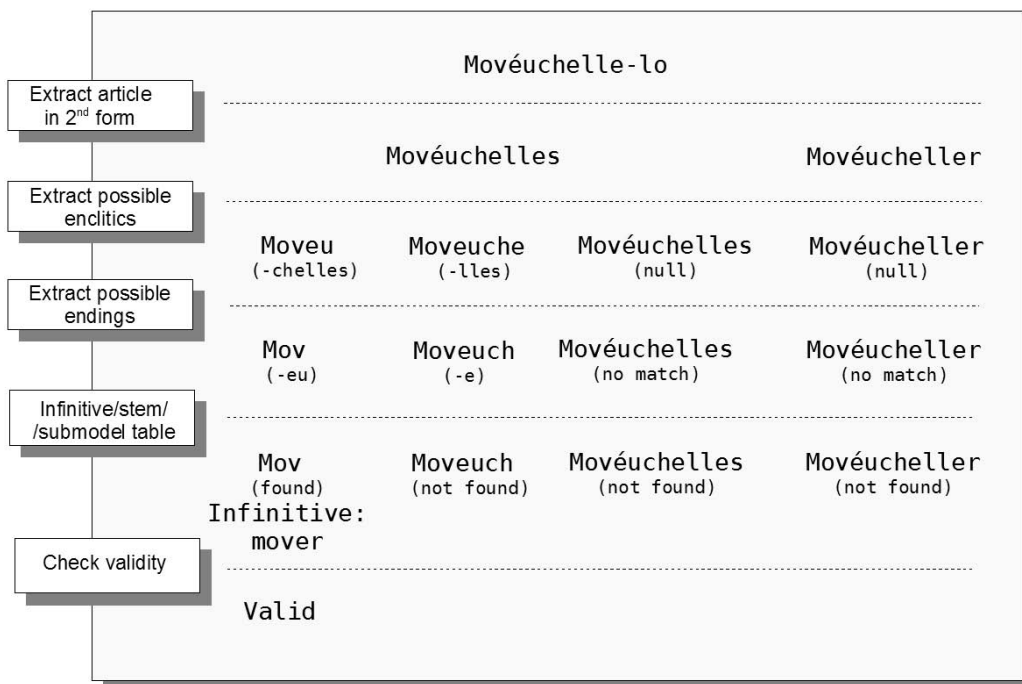 Movéuchelle-lo
Extract article
in 2nd form
Movéuchelles Movéucheller
Extract possible
enclitics
Moveu Moveuche Movéuchelles Movéucheller
(-chelles) (-lles) (null) (null)
Extract possible
endings
Mov Moveuch Movéuchelles Movéucheller
(-eu) (-e) (no match) (no match)
Infinitive/stem/
/submodel table
Mov Moveuch Movéuchelles Movéucheller
(found) (not found) (not found) (not found)
Infinitive:
mover
Check validity
Valid